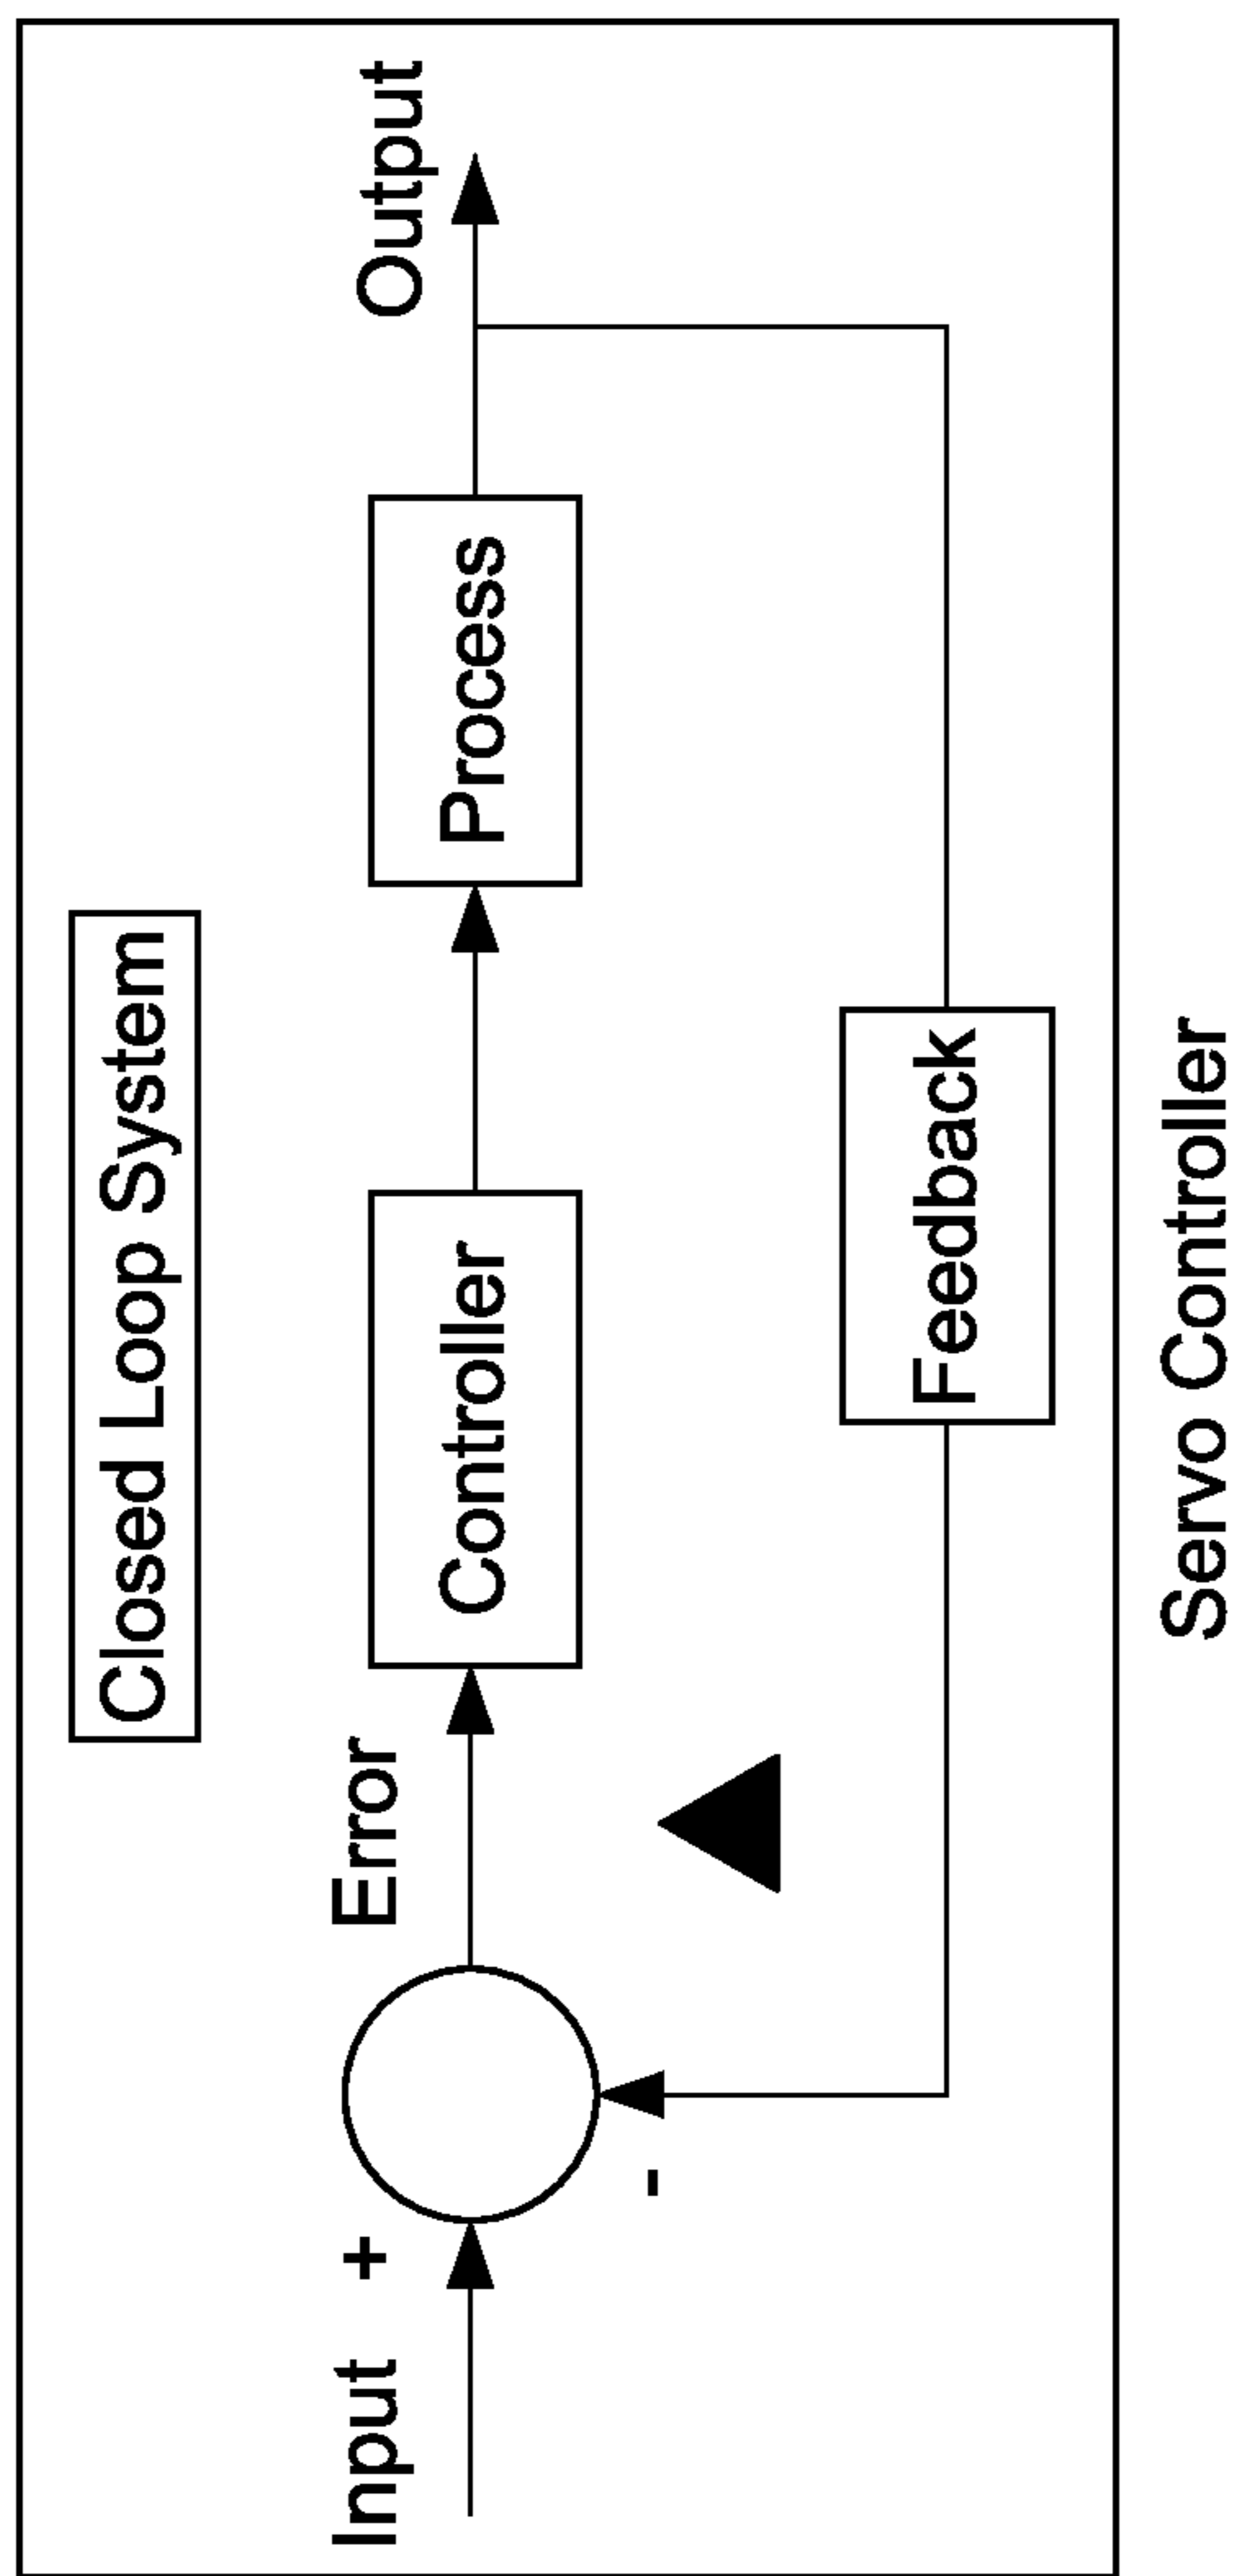 Closed Loop System
Input + Error Output
Controller Process
-
Feedback
Servo Controller